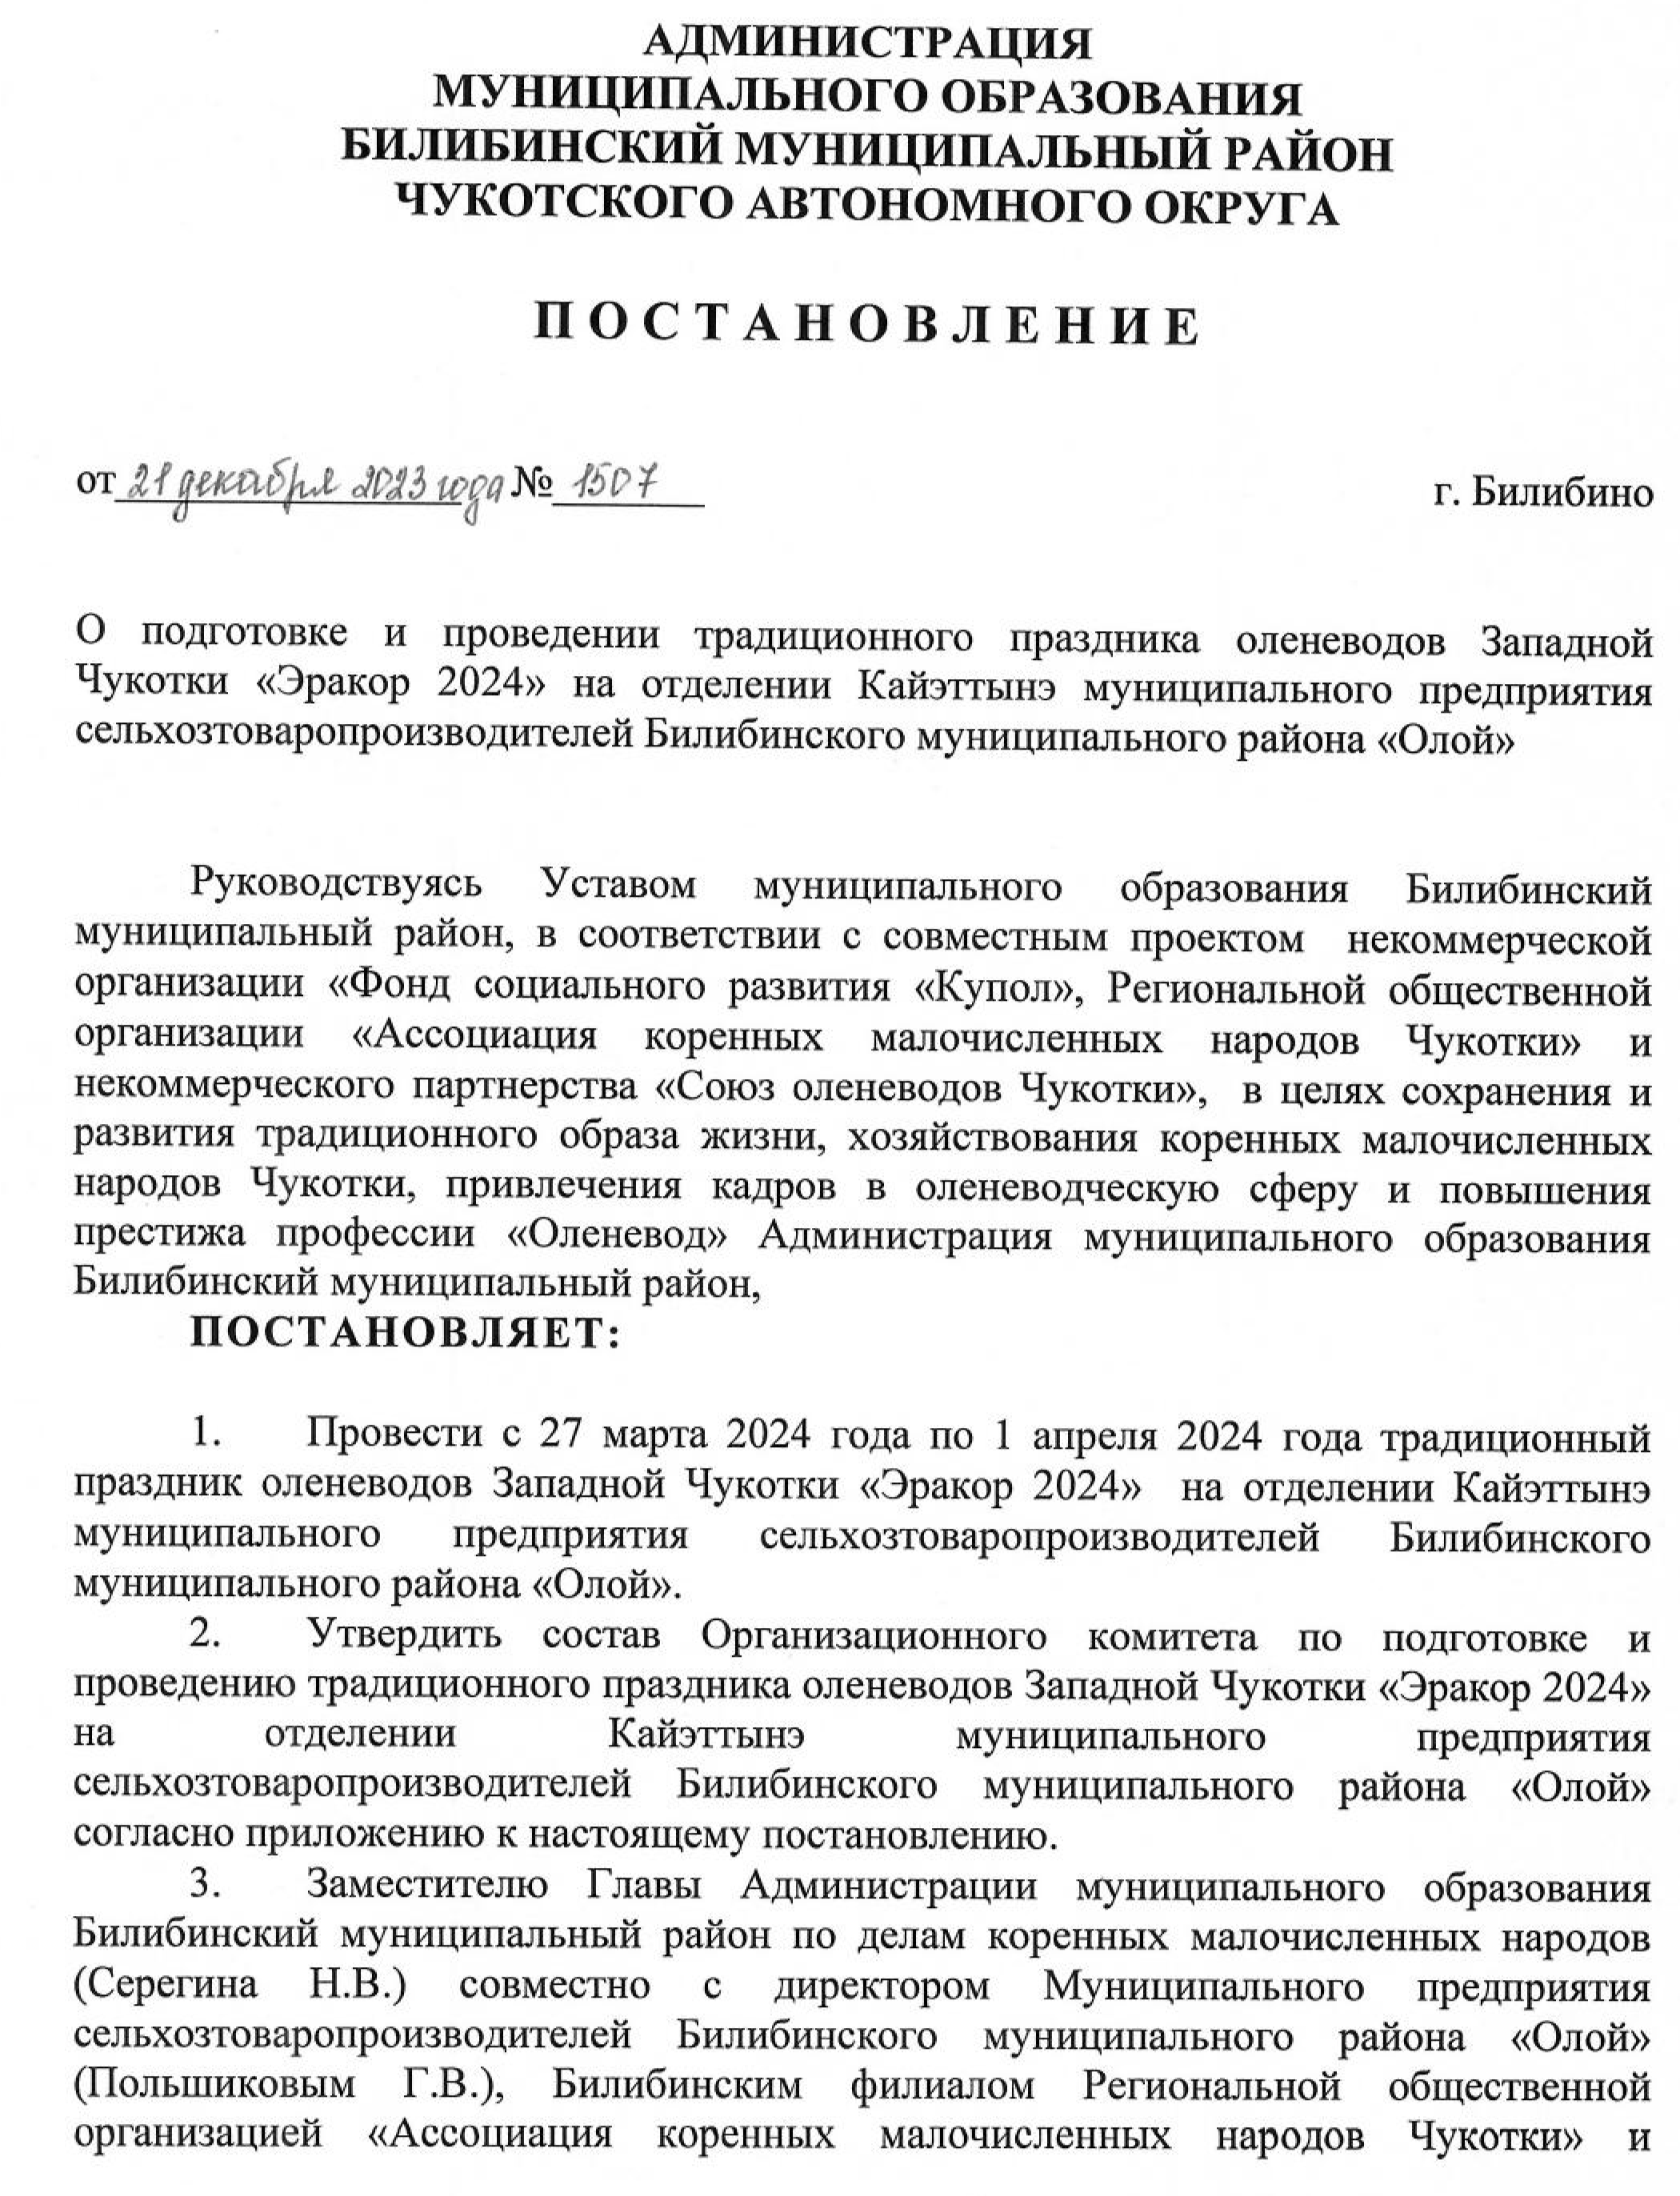 АДМИНИСТРАЦИЯ
МУНИЦИПАЛЬНОГО ОБРАЗОВАНИЯ
БИЛИБИНСКИЙ МУНИЦИПАЛЬНЫЙ РАЙОН
ЧУКОТСКОГО АВТОНОМНОГО ОКРУГА
П О С Т А Н О В Л Е Н И Е
от 21 декабря 2023 года № 1507 г. Билибино
О подготовке и проведении традиционного праздника оленеводов Западной
Чукотки «Эракор 2024» на отделении Кайэттынэ муниципального предприятия
сельхозтоваропроизводителей Билибинского муниципального района «Олой»
Руководствуясь Уставом муниципального образования Билибинский
муниципальный район, в соответствии с совместным проектом некоммерческой
организации «Фонд социального развития «Купол», Региональной общественной
организации «Ассоциация коренных малочисленных народов Чукотки» и
некоммерческого партнерства «Союз оленеводов Чукотки», в целях сохранения и
развития традиционного образа жизни, хозяйствования коренных малочисленных
народов Чукотки, привлечения кадров в оленеводческую сферу и повышения
престижа профессии «Оленевод» Администрация муниципального образования
Билибинский муниципальный район,
ПОСТАНОВЛЯЕТ:
1. Провести с 27 марта 2024 года по 1 апреля 2024 года традиционный
праздник оленеводов Западной Чукотки «Эракор 2024» на отделении Кайэттынэ
муниципального предприятия сельхозтоваропроизводителей Билибинского
муниципального района «Олой».
2. Утвердить состав Организационного комитета по подготовке и
проведению традиционного праздника оленеводов Западной Чукотки «Эракор 2024»
на отделении Кайэттынэ муниципального предприятия
сельхозтоваропроизводителей Билибинского муниципального района «Олой»
согласно приложению к настоящему постановлению.
3. Заместителю Главы Администрации муниципального образования
Билибинский муниципальный район по делам коренных малочисленных народов
(Серегина Н.В.) совместно с директором Муниципального предприятия
сельхозтоваропроизводителей Билибинского муниципального района «Олой»
(Польшиковым Г.В.), Билибинским филиалом Региональной общественной
организацией «Ассоциация коренных малочисленных народов Чукотки» и